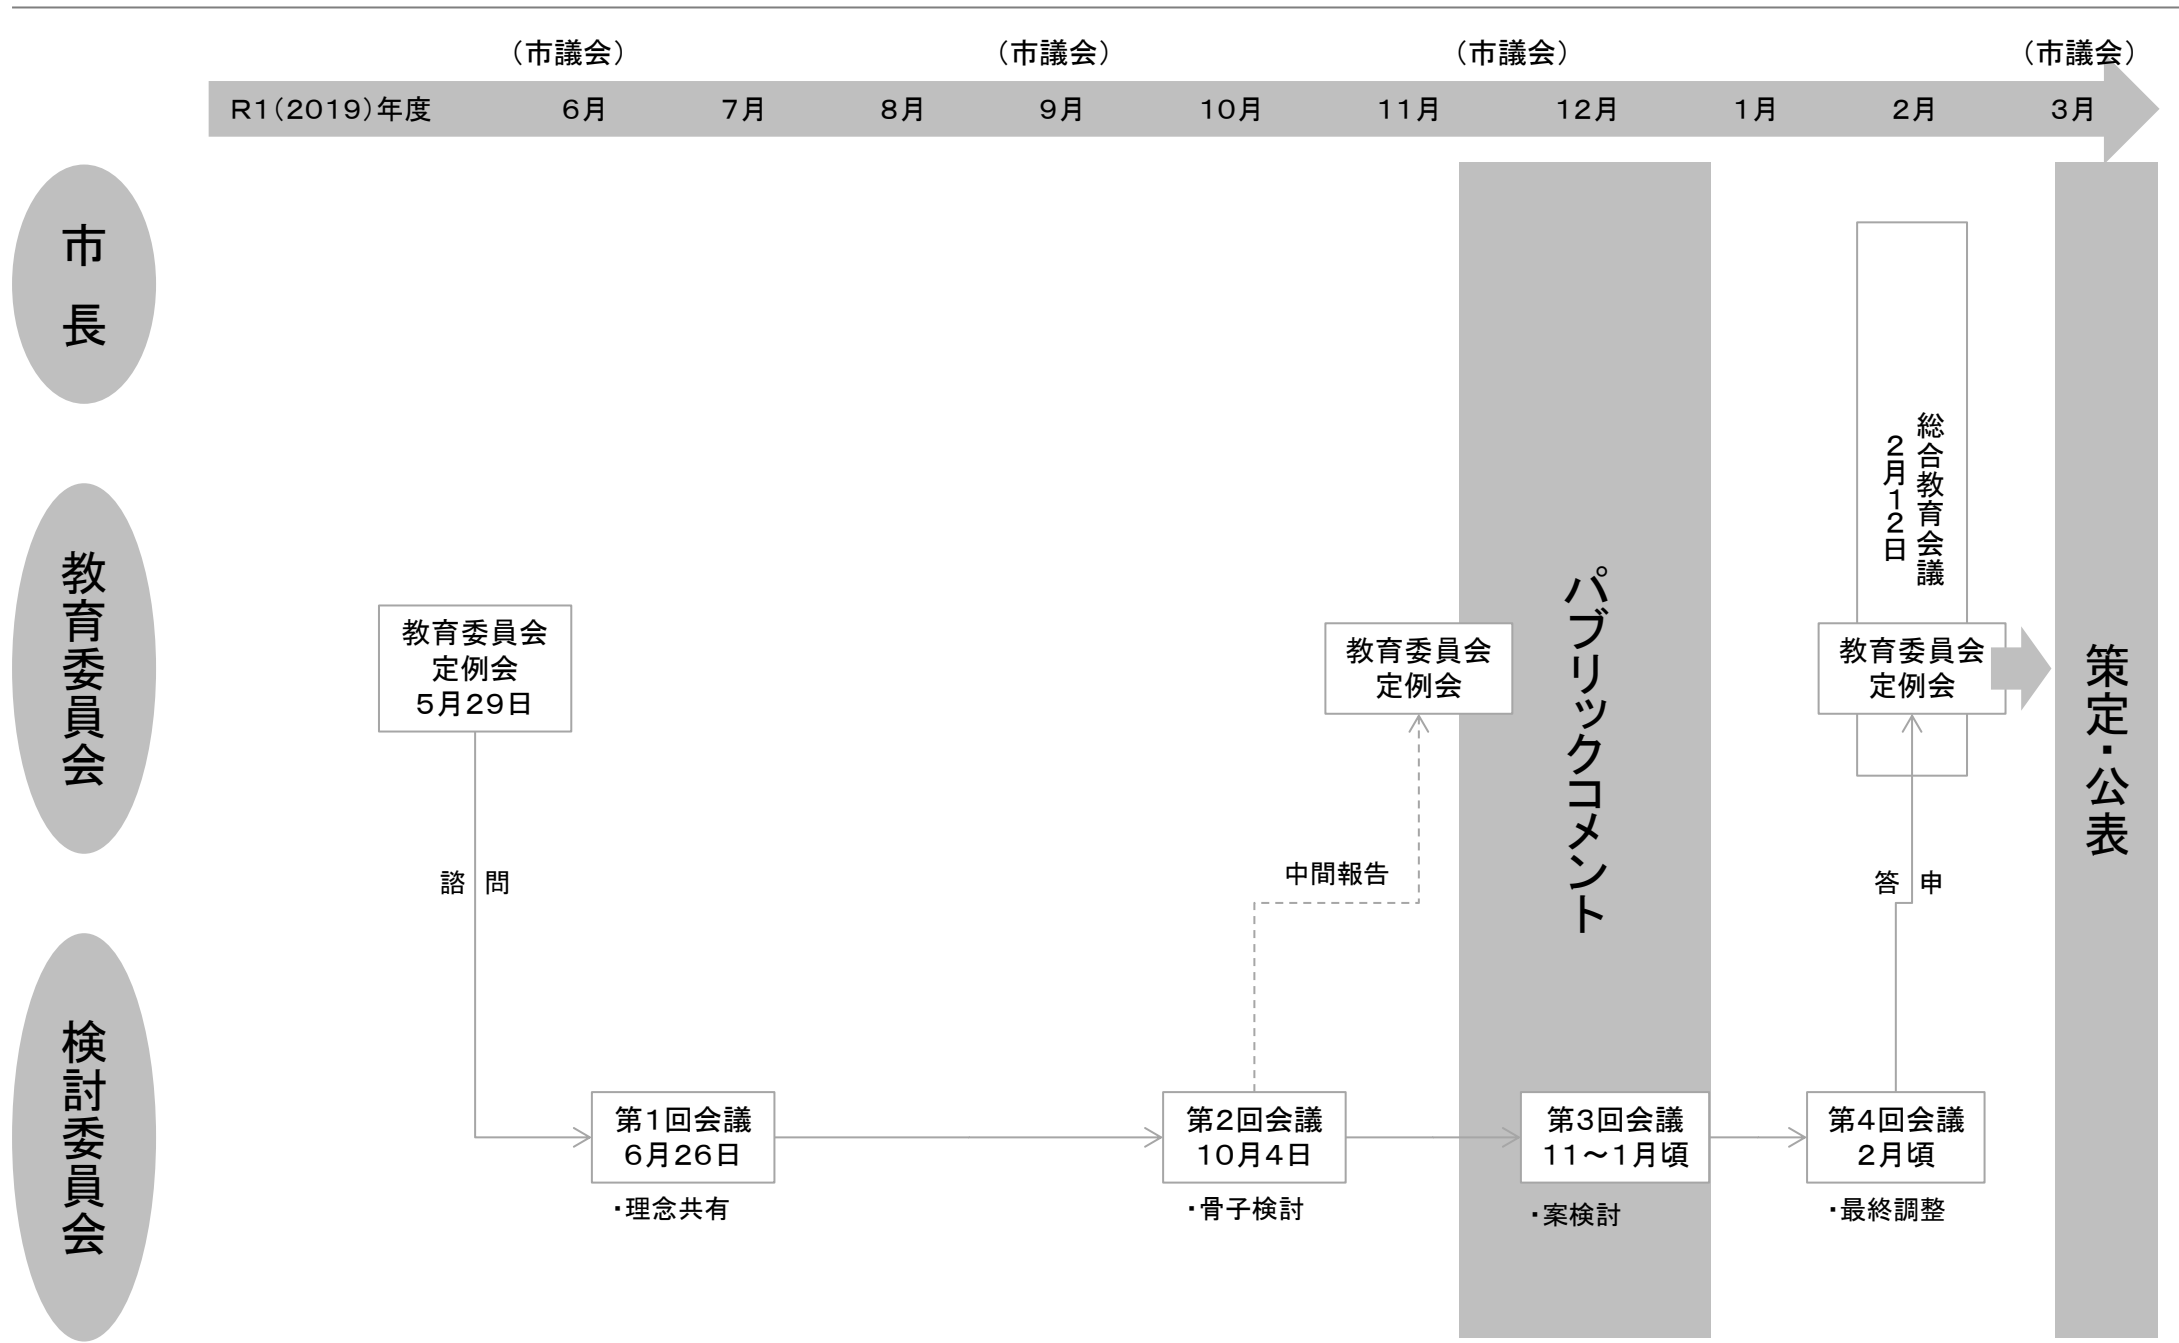 （市議会） （市議会） （市議会） （市議会）
Ｒ１（２０１９）年度 ６月 ７月 ８月 ９月 １０月 １１月 １２月 １月 ２月 ３月
市長
教育委員会
検討委員会
教育委員会
定例会
５月２９日
諮問
第１回会議
６月２６日
・理念共有
第２回会議
１０月４日
・骨子検討
中間報告
教育委員会
定例会
パブリックコメント
第３回会議
１１～１月頃
・案検討
第４回会議
２月頃
・最終調整
答申
総合教育会議
２月１２日
教育委員会
定例会
策定・公表